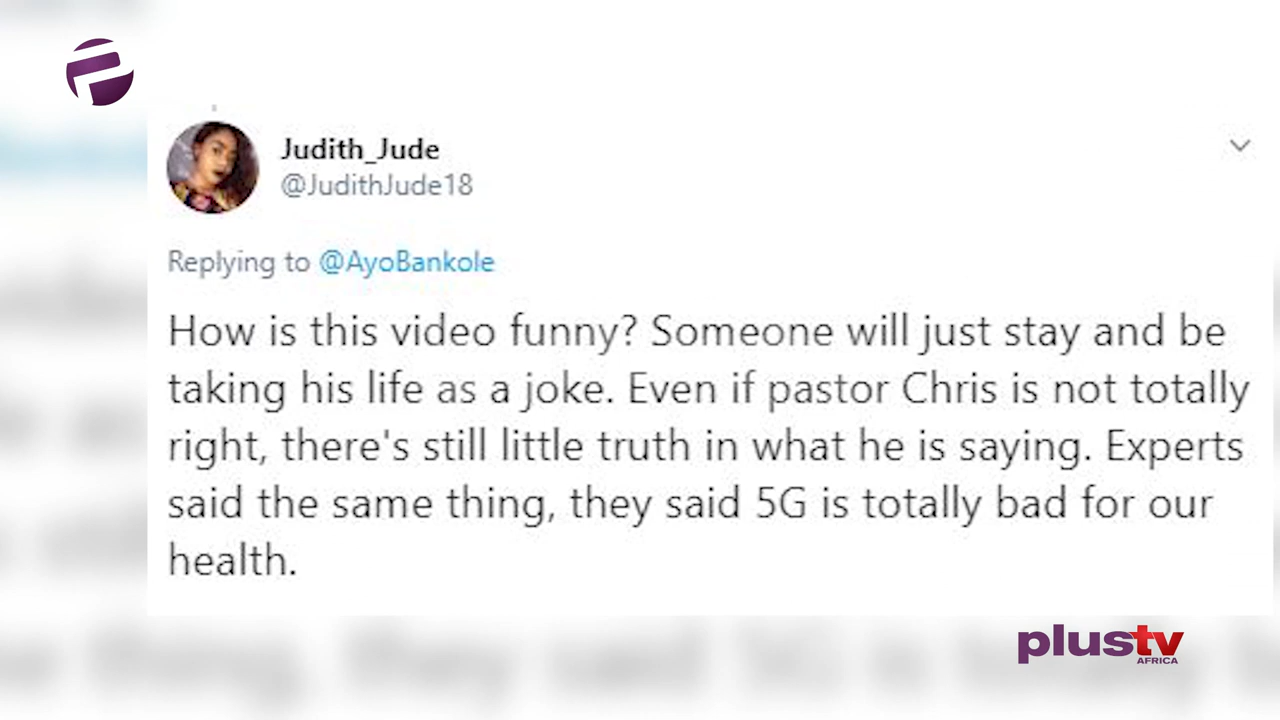 Judith_Jude
@JudithJude18
Replying to @AyoBankole
How is this video funny? Someone will just stay and be
taking his life as a joke. Even if pastor Chris is not totally
right, there's still little truth in what he is saying. Experts
said the same thing, they said 5G is totally bad for our
health.
plustv
AFRICA